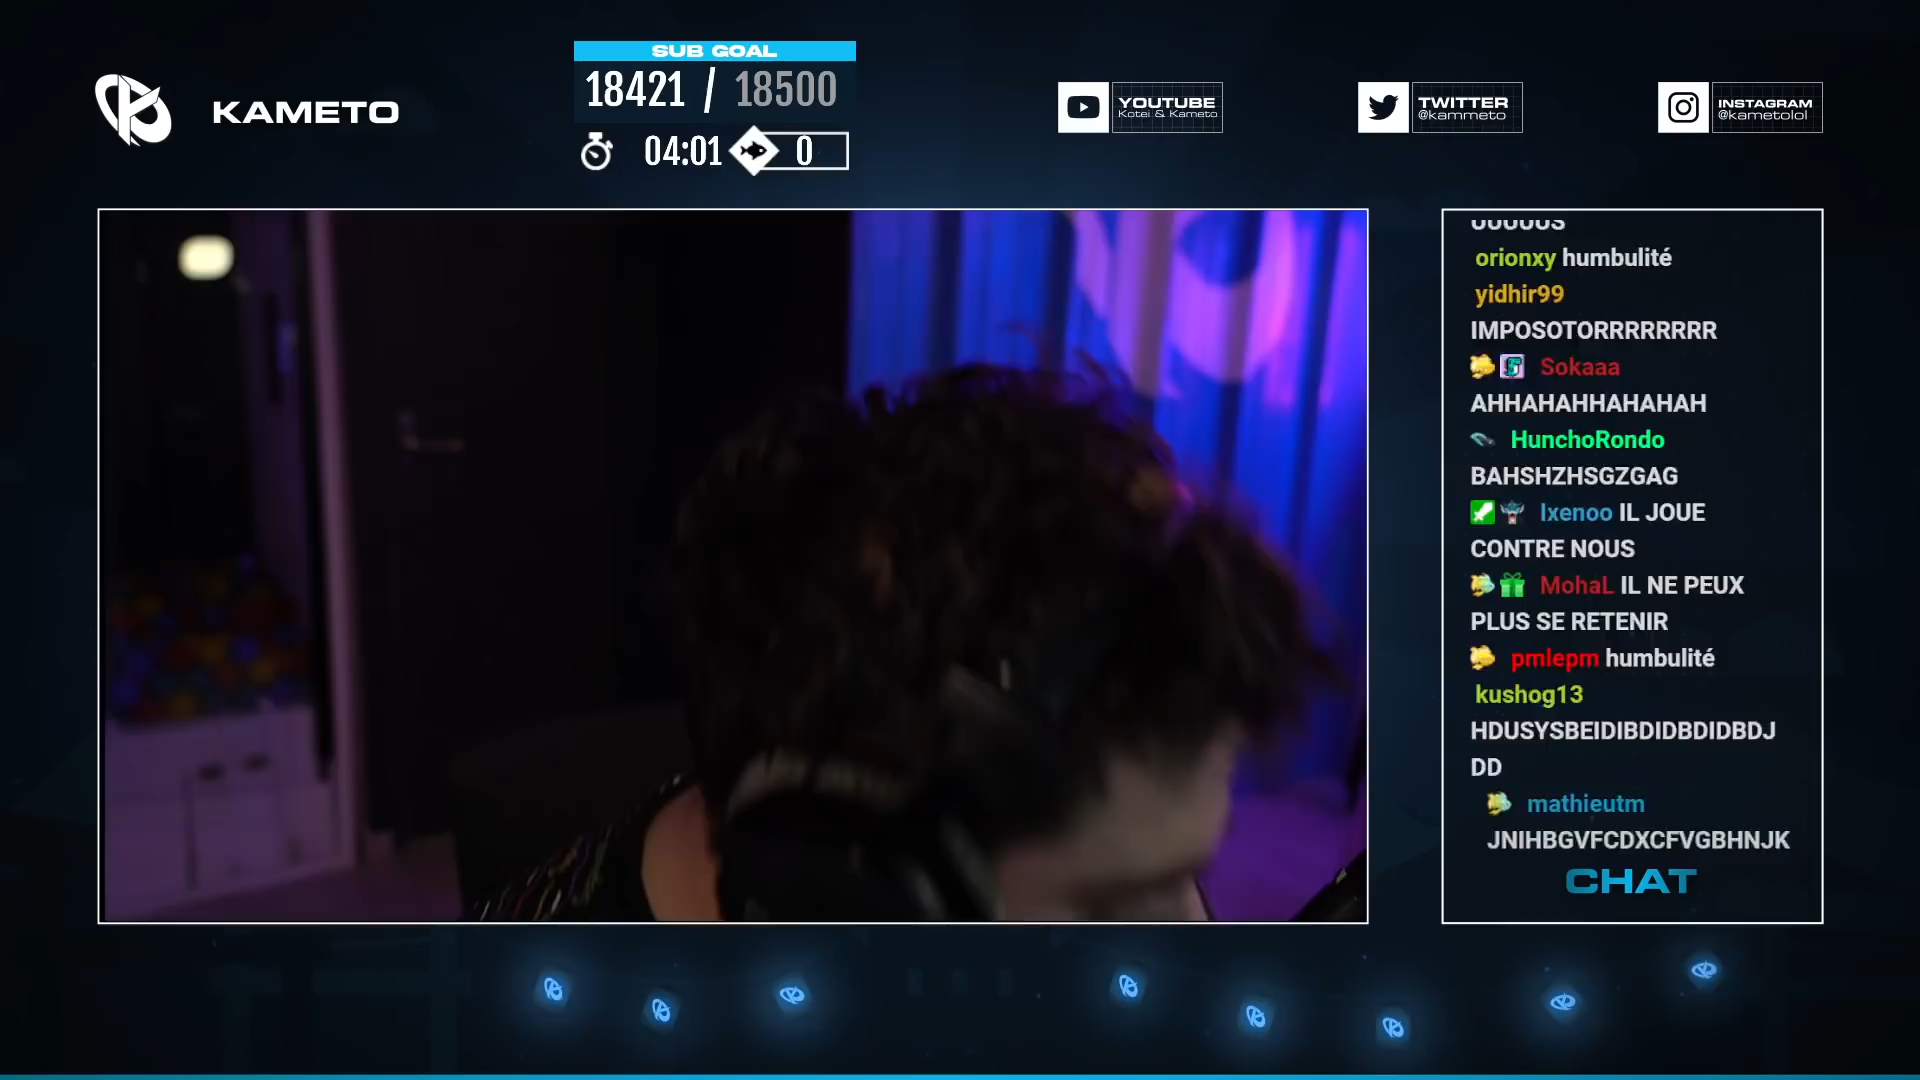 KAMETO
SUB GOAL
18421 / 18500
04:01
0
YOUTUBE
Kotei & Kameto
TWITTER
@kammeto
INSTAGRAM
@kametolol
orionxy humbulité
yidhir99
IMPOSOTORRRRRRRR
Sokaaa
AHHAHAHHAHAHAH
HunchoRondo
BAHSHZHSGZGAG
Ixenoo IL JOUE
CONTRE NOUS
MohaL IL NE PEUX
PLUS SE RETENIR
pmlepm humbulité
kushog13
HDUSYSBEIDIBDIDBDIDBDJ
DD
mathieutm
JNIHBGVFCDXCFVGBHNJK
CHAT